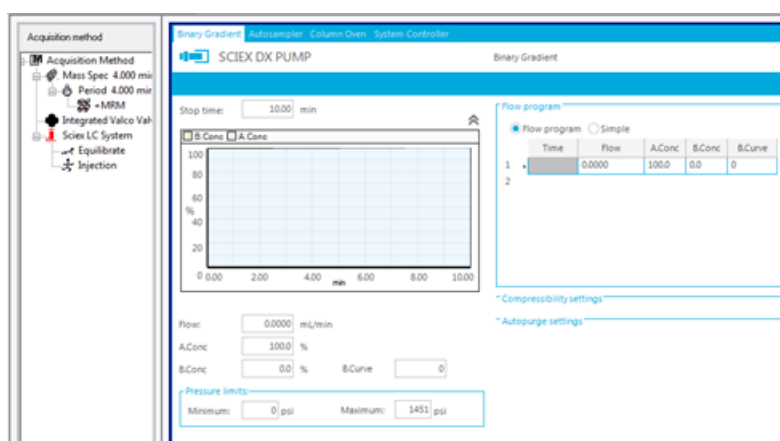 Acquisition method
Acquisition Method
Mass Spec 4.000 min
Period 4.000 min
+MRM
Integrated Valco Val
Sciex LC System
Equilibrate
Injection
Binary Gradient Autosampler Column Oven System Controller
SCIEX DX PUMP
Binary Gradient
Stop time: 10.00 min
B.Conc A.Conc
100
80
60
%
40
20
0
0.00 2.00 4.00 6.00 8.00 10.00
min
Flow: 0.0000 mL/min
A.Conc 100.0 %
B.Conc 0.0 % B.Curve 0
Pressure limits:
Minimum: 0 psi Maximum: 1451 psi
Flow program
Flow program Simple
Time Flow A.Conc B.Conc B.Curve
1 0.0000 100.0 0.0 0
2
Compressibility settings
Autopurge settings